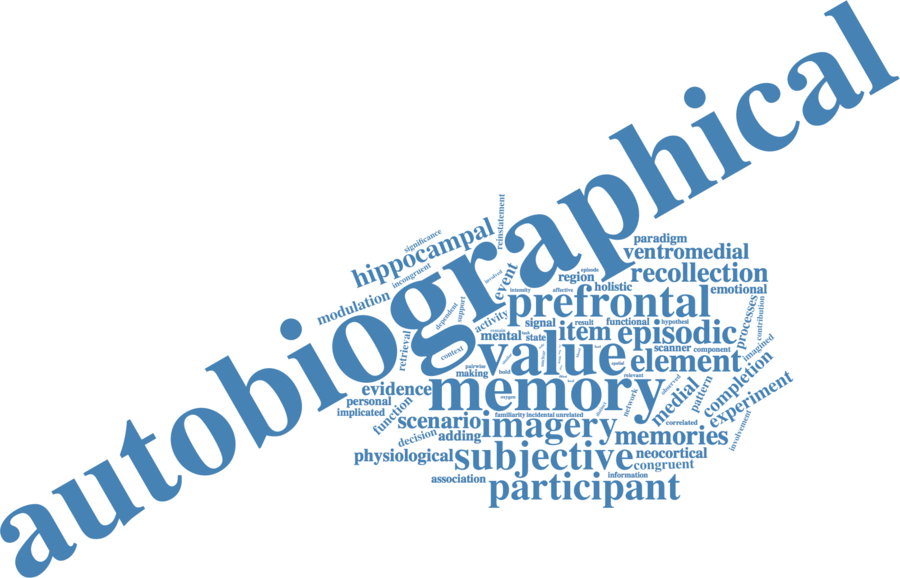 autobiographical
reinstatement
significance
hippocampal
incongruent
modulation
paradigm
ventromedial
recollection
emotional
involved
event
episode
region
holistic
intensity
affective
prefrontal
support
dependent
activity
signal
result
functional
hypothesi
processes
contribution
mental
task
state
item
episodic
retrieval
context
value
scanner
component
imagined
element
pairwise
making
bold
relevant
completion
evidence
memory
observed
pattern
medial
experiment
personal
implicated
function
oxygen
distinct
network
familiarity
incidental
unrelated
correlated
involvement
scenario
imagery
decision
adding
memories
physiological
subjective
neocortical
congruent
association
information
participant